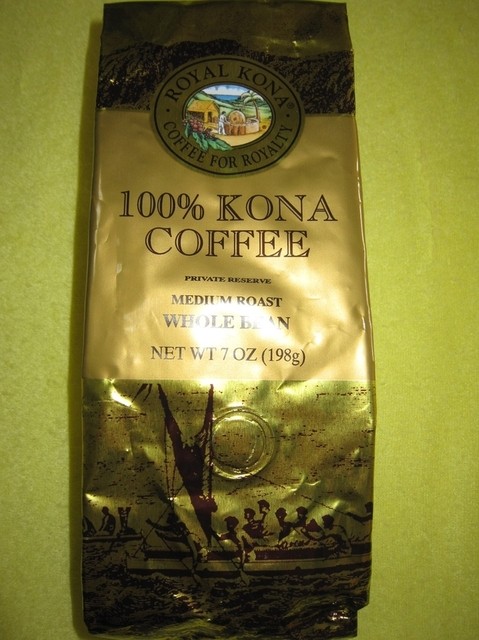 ROYAL KONA
COFFEE FOR ROYALTY
100% KONA
COFFEE
PRIVATE RESERVE
MEDIUM ROAST
WHOLE BEAN
NET WT 7 OZ (198g)